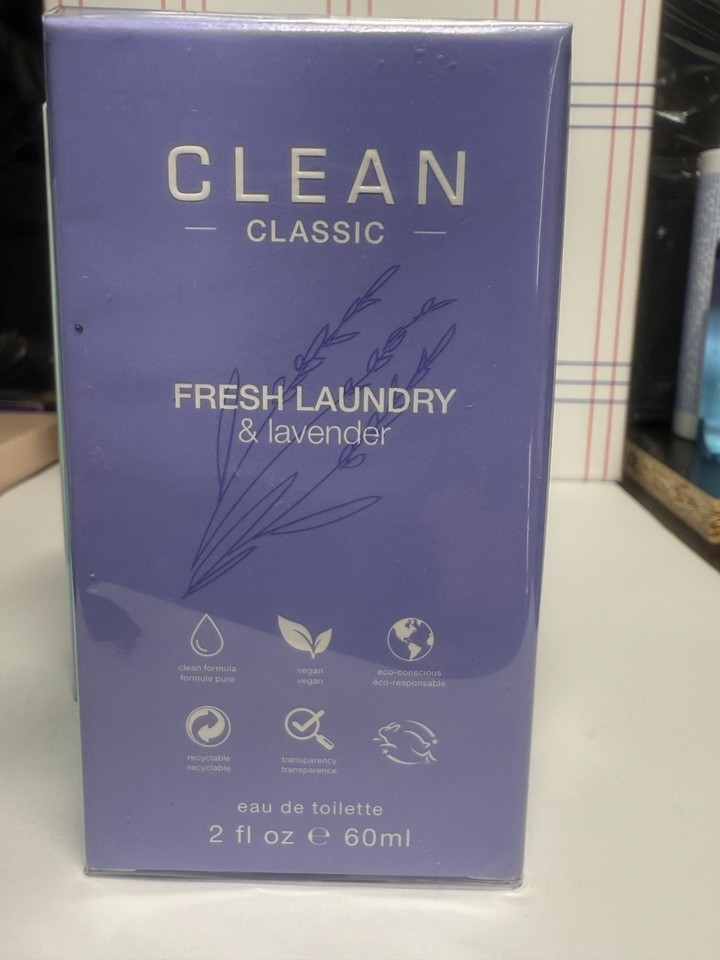 CLEAN
CLASSIC
FRESH LAUNDRY
& lavender
clean formula
formule pure
vegan
vegan
eco-conscious
éco-responsable
recyclable
recyclable
transparency
transparence
eau de toilette
2 fl oz ℮ 60ml